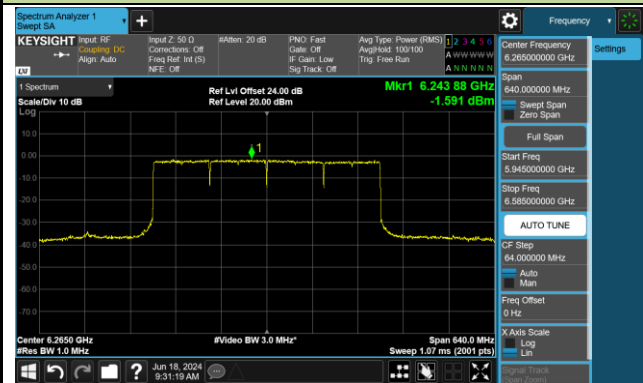 Spectrum Analyzer 1
Swept SA
Frequency
KEYSIGHT
Input: RF
Coupling: DC
Align: Auto
Input Z: 50 Ω
Corrections: Off
Freq Ref: Int (S)
NFE: Off
#Atten: 20 dB
PNO: Fast
Gate: Off
IF Gain: Low
Sig Track: Off
Avg Type: Power (RMS)
Avg|Hold: 100/100
Trig: Free Run
1 2 3 4 5 6
A W W W W W
A N N N N N
LXI
1 Spectrum
Scale/Div 10 dB
Log
Ref Lvl Offset 24.00 dB
Ref Level 20.00 dBm
Mkr1 6.243 88 GHz
-1.591 dBm
1
10.0
0.00
-10.0
-20.0
-30.0
-40.0
-50.0
-60.0
-70.0
Center 6.2650 GHz
#Res BW 1.0 MHz
#Video BW 3.0 MHz*
Span 640.0 MHz
Sweep 1.07 ms (2001 pts)
Jun 18, 2024
9:31:19 AM
Center Frequency
6.265000000 GHz
Settings
Span
640.000000 MHz
Swept Span
Zero Span
Full Span
Start Freq
5.945000000 GHz
Stop Freq
6.585000000 GHz
AUTO TUNE
CF Step
64.000000 MHz
Auto
Man
Freq Offset
0 Hz
X Axis Scale
Log
Lin
Signal Track
(Span Zoom)